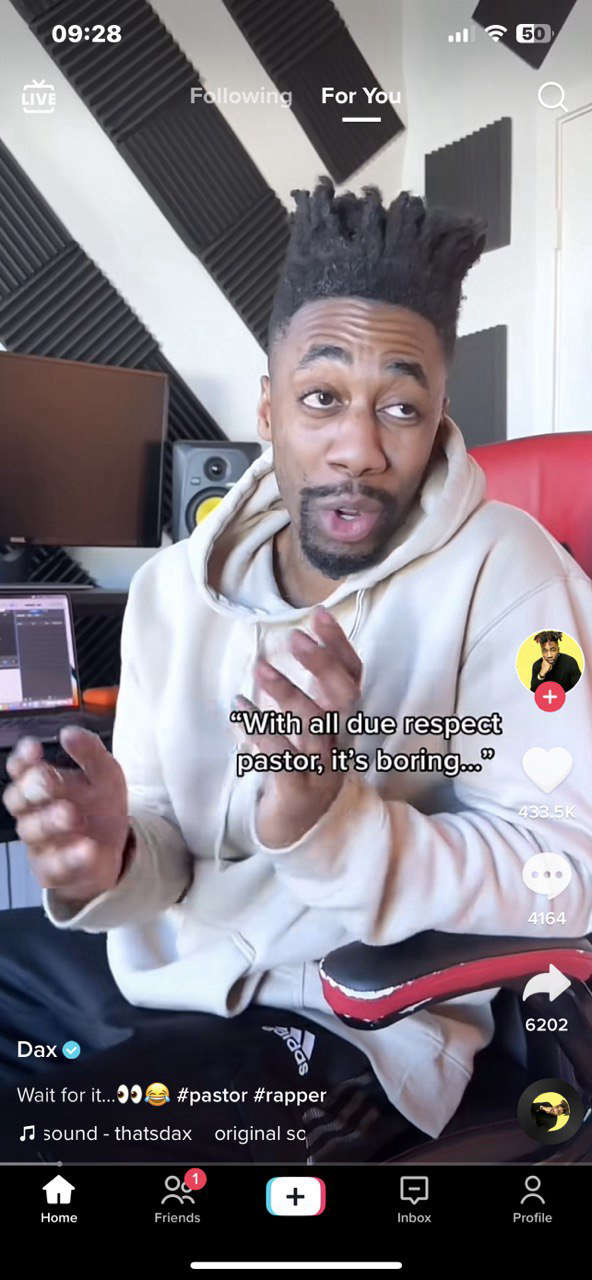 09:28
50
LIVE
Following
For You
“With all due respect
pastor, it’s boring...”
433.5K
4164
6202
adidas
Dax
Wait for it...👀😂 #pastor #rapper
sound - thatsdax original so
1
Home
Friends
Inbox
Profile